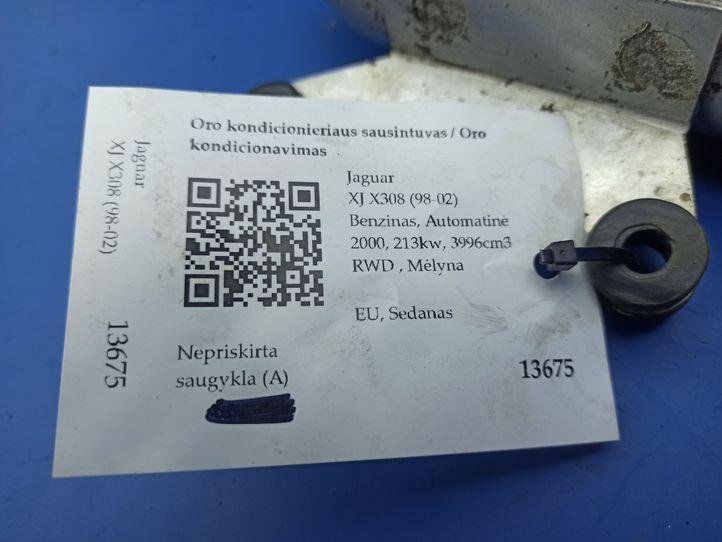 Oro kondicionieriaus sausintuvas / Oro
kondicionavimas
Jaguar
XJ X308 (98-02)
Benzinas, Automatinė
2000, 213kw, 3996cm3
RWD , Mėlyna
EU, Sedanas
Nepriskirta
saugykla (A)
13675
Jaguar
XJ X308 (98-02)
13675